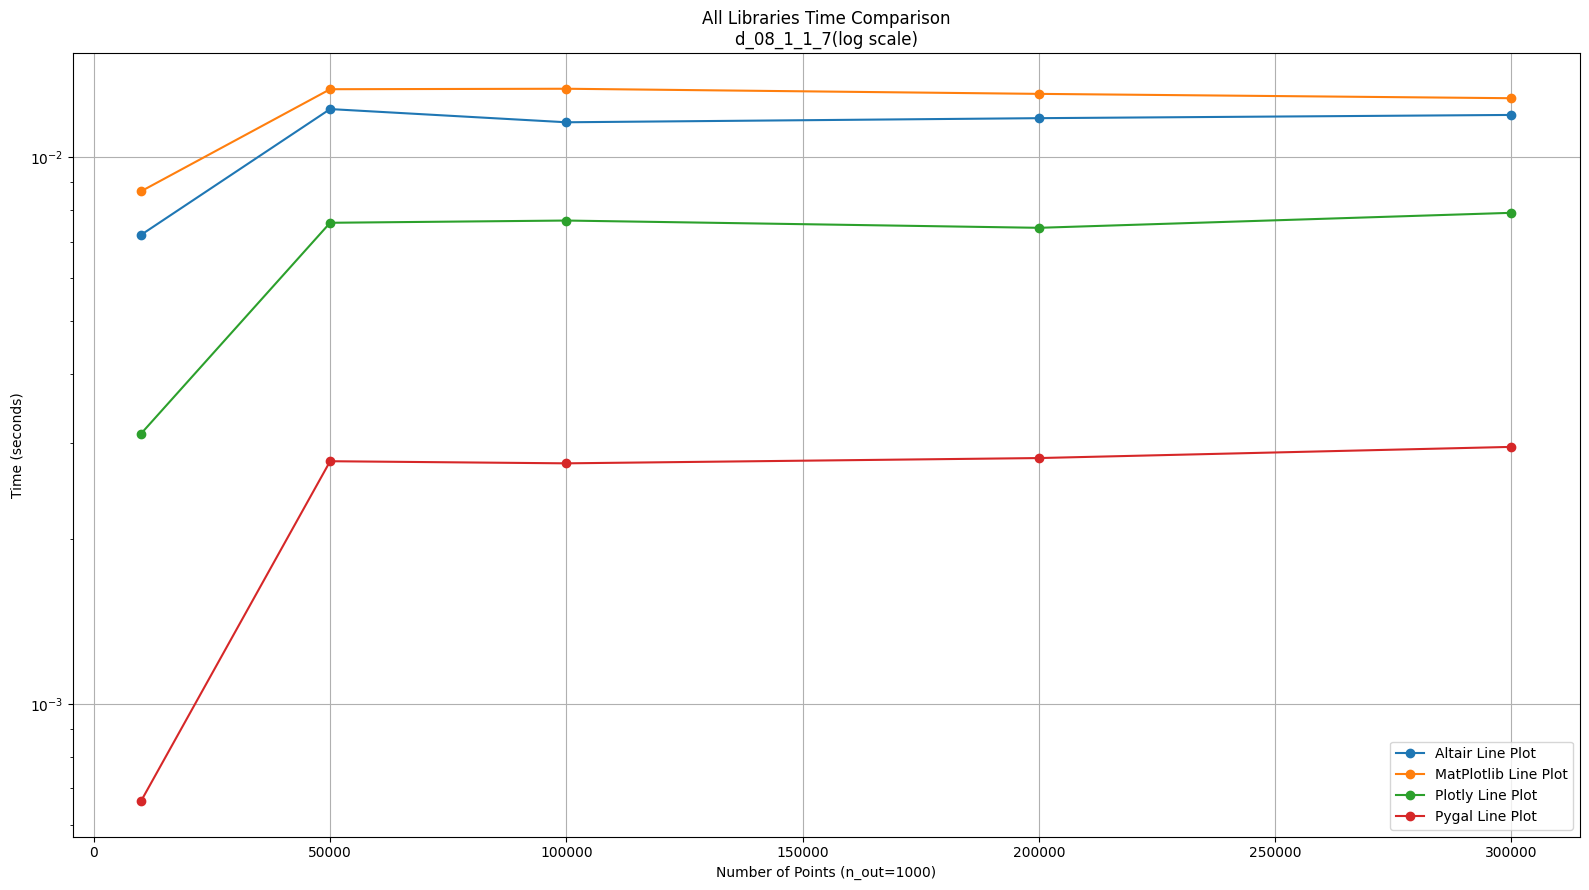 All Libraries Time Comparison
d_08_1_1_7(log scale)
Time (seconds)
10⁻²
10⁻³
0
50000
100000
150000
200000
250000
300000
Number of Points (n_out=1000)
Altair Line Plot
MatPlotlib Line Plot
Plotly Line Plot
Pygal Line Plot